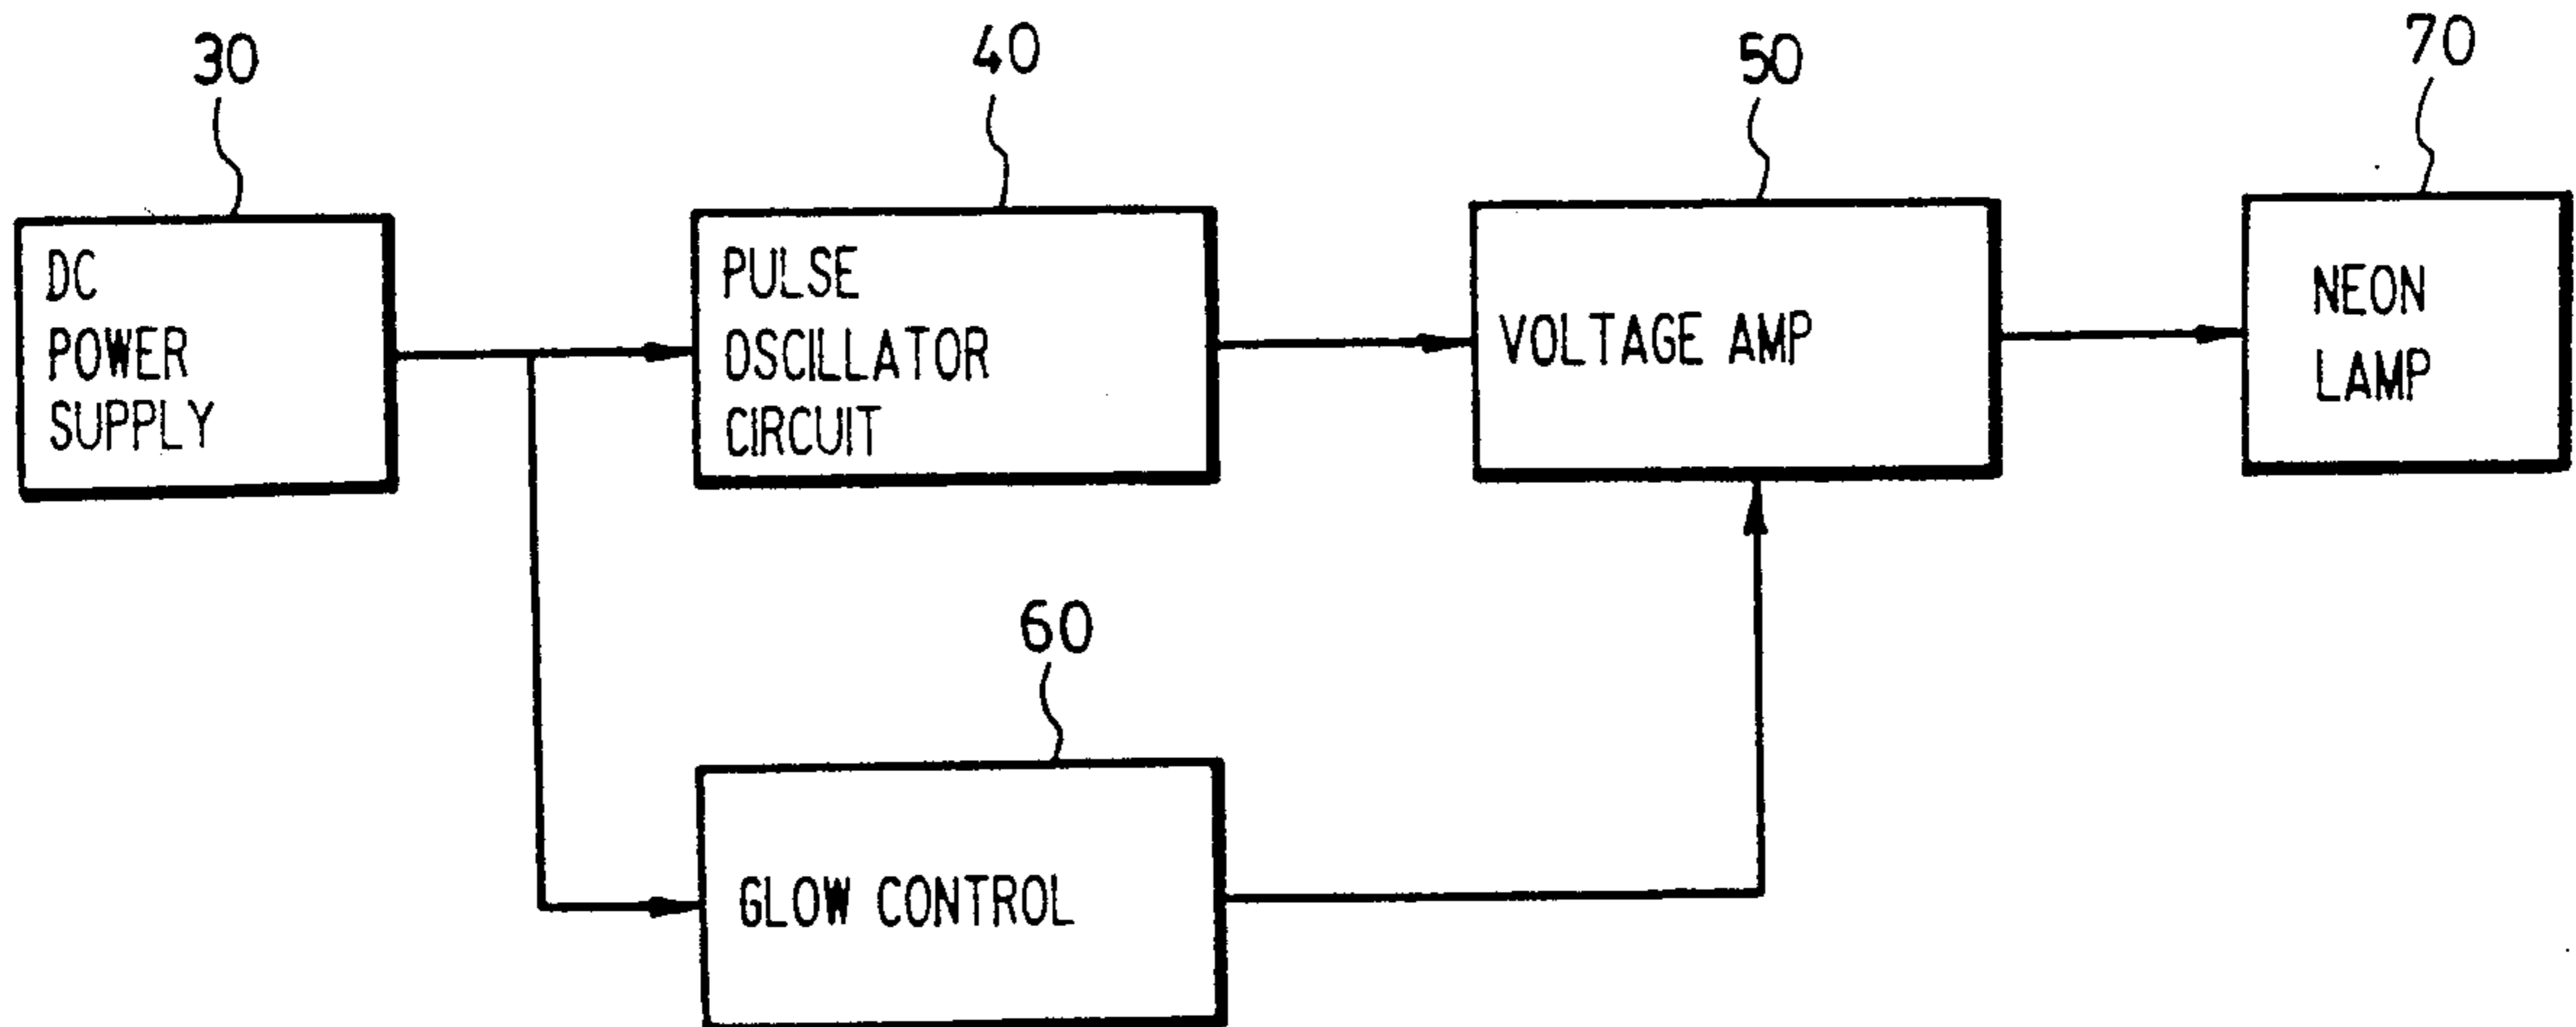 30
40
50
70
DC
POWER
SUPPLY
PULSE
OSCILLATOR
CIRCUIT
VOLTAGE AMP
NEON
LAMP
60
GLOW CONTROL